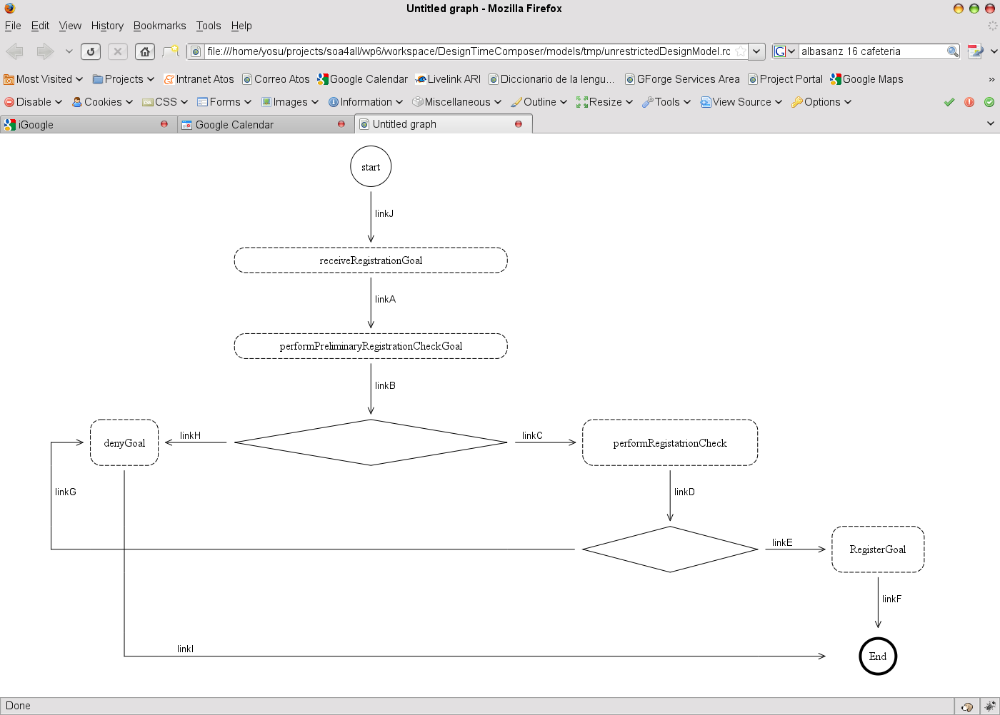 Untitled graph - Mozilla Firefox
File Edit View History Bookmarks Tools Help
file:///home/yosu/projects/soa4all/wp6/workspace/DesignTimeComposer/models/tmp/unrestrictedDesignModel.rc albasanz 16 cafeteria
Most Visited Projects Intranet Atos Correo Atos Google Calendar Livelink ARI Diccionario de la lengu... GForge Services Area Project Portal Google Maps »
Disable Cookies CSS Forms Images Information Miscellaneous Outline Resize Tools View Source Options
iGoogle Google Calendar Untitled graph
start
linkJ
receiveRegistrationGoal
linkA
performPreliminaryRegistrationCheckGoal
linkB
denyGoal linkH linkC performRegistatrionCheck
linkG linkD
linkE RegisterGoal
linkF
linkI End
Done